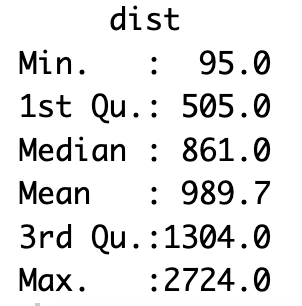 dist
Min.   :  95.0
1st Qu.: 505.0
Median : 861.0
Mean   : 989.7
3rd Qu.:1304.0
Max.   :2724.0